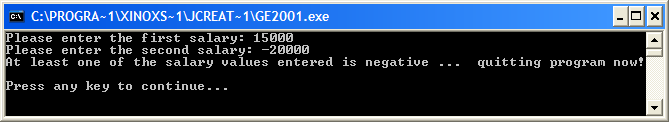 C:\PROGRA~1\XINOXS~1\JCREAT~1\GE2001.exe
Please enter the first salary: 15000
Please enter the second salary: -20000
At least one of the salary values entered is negative ...  quitting program now!
Press any key to continue...